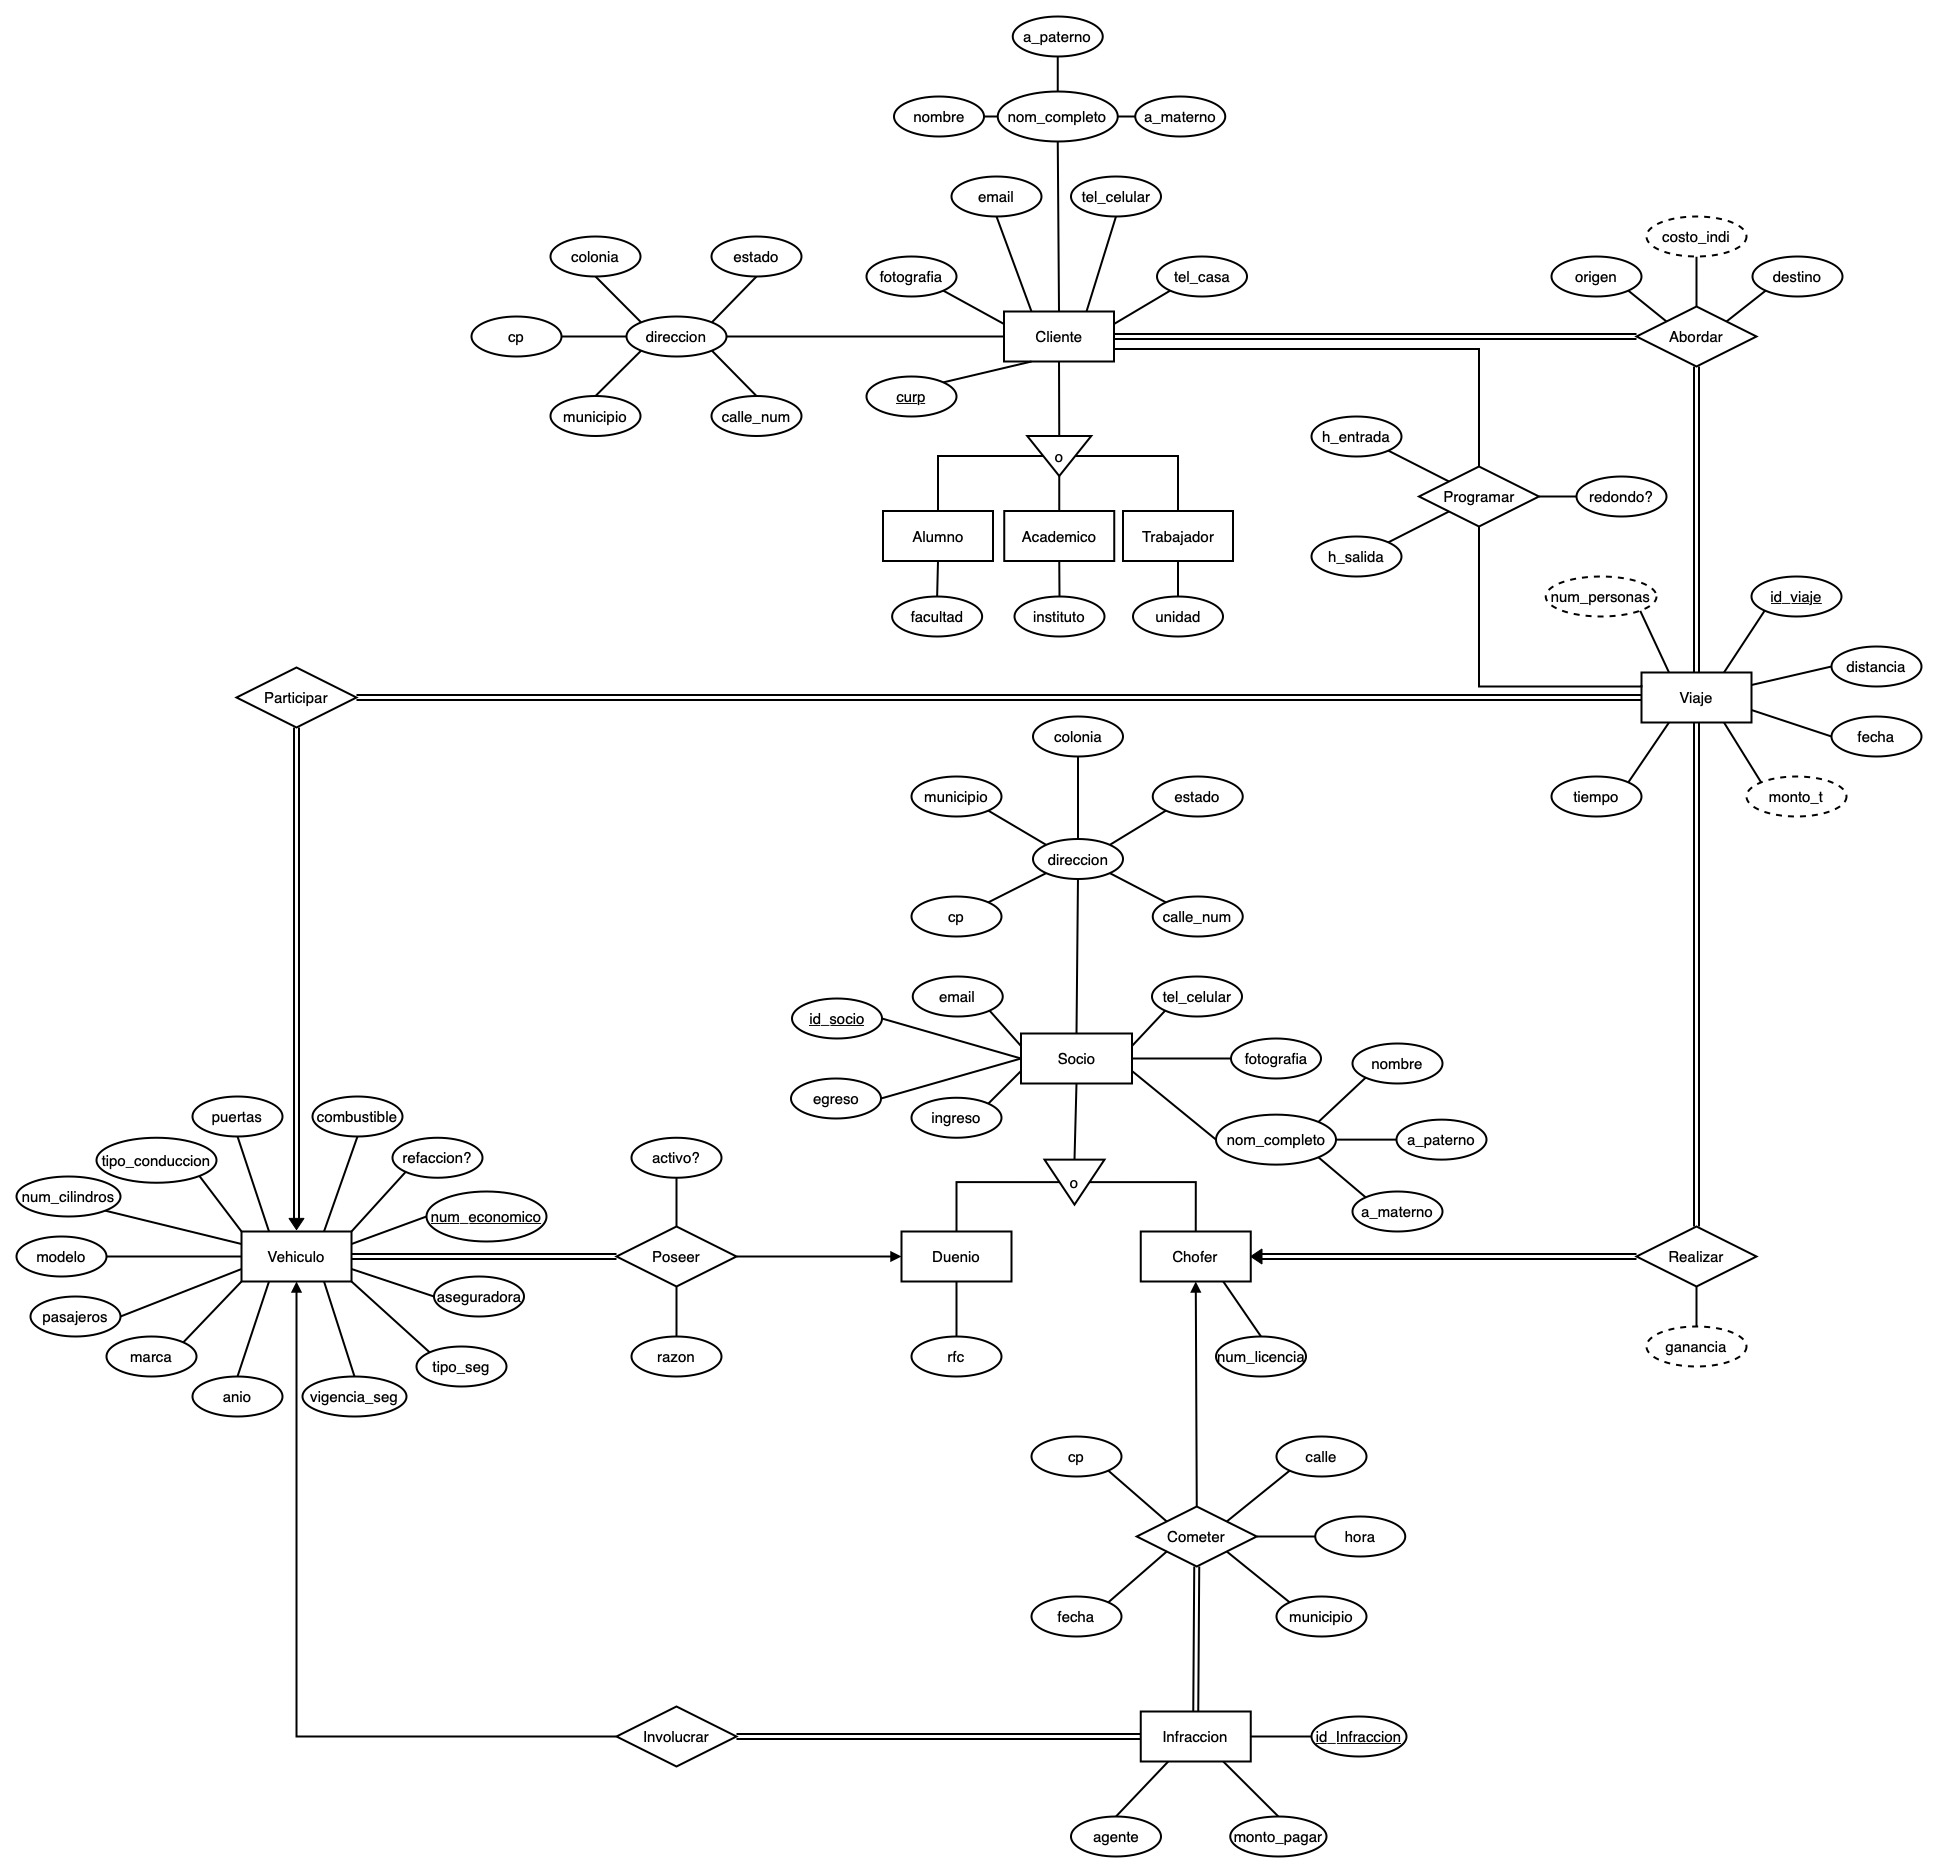 a_paterno
nombre
nom_completo
a_materno
email
tel_celular
colonia
estado
fotografia
tel_casa
costo_indi
origen
destino
cp
direccion
Cliente
Abordar
municipio
calle_num
curp
h_entrada
o
Programar
redondo?
Alumno
Academico
Trabajador
h_salida
facultad
instituto
unidad
num_personas
id_viaje
distancia
Participar
Viaje
colonia
fecha
municipio
estado
tiempo
monto_t
direccion
cp
calle_num
email
tel_celular
id_socio
Socio
fotografia
nombre
egreso
ingreso
nom_completo
a_paterno
puertas
combustible
tipo_conduccion
refaccion?
activo?
o
num_cilindros
num_economico
a_materno
modelo
Vehiculo
Poseer
Duenio
Chofer
Realizar
aseguradora
pasajeros
marca
tipo_seg
razon
rfc
num_licencia
ganancia
anio
vigencia_seg
cp
calle
Cometer
hora
fecha
municipio
Involucrar
Infraccion
id_Infraccion
agente
monto_pagar